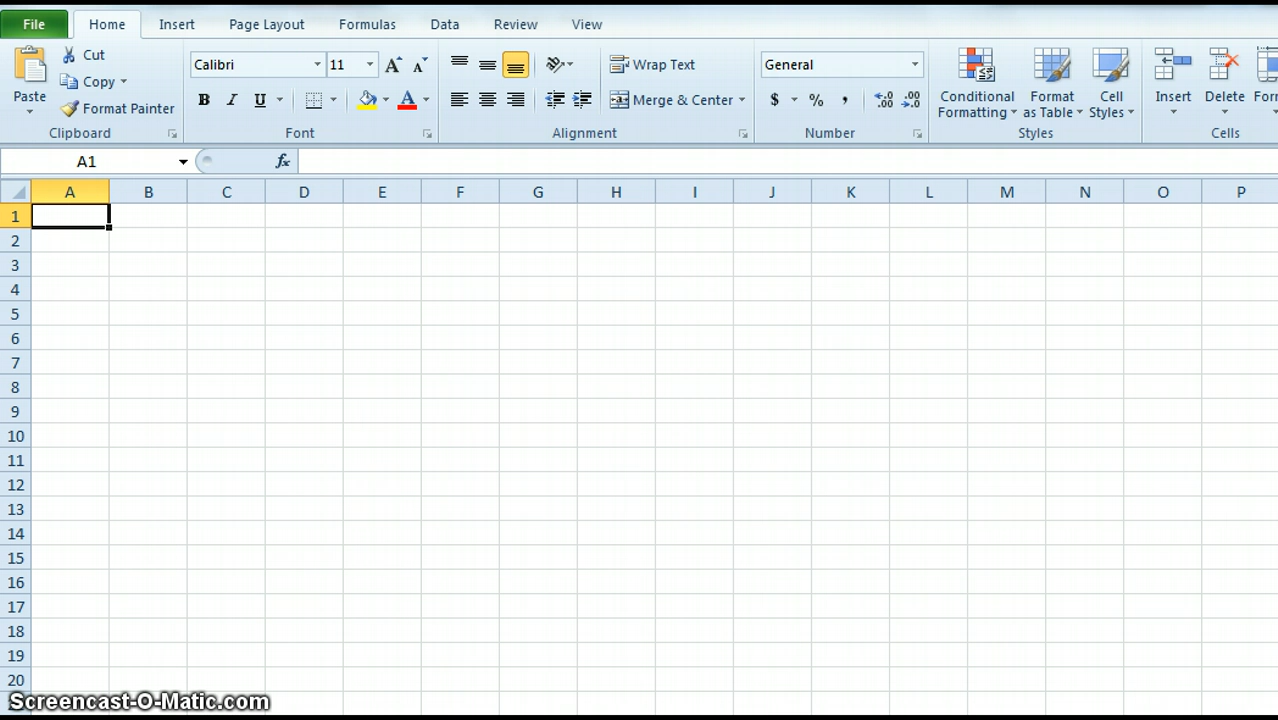 File Home Insert Page Layout Formulas Data Review View
Paste Cut Copy Format Painter
Clipboard
Calibri 11 A A
B I U A
Font
Wrap Text
Merge & Center
Alignment
General
$ % , .00 .00
Number
Conditional Formatting Format as Table Cell Styles
Styles
Insert Delete Form
Cells
A1 fx
A B C D E F G H I J K L M N O P
1
2
3
4
5
6
7
8
9
10
11
12
13
14
15
16
17
18
19
20
Screencast-O-Matic.com